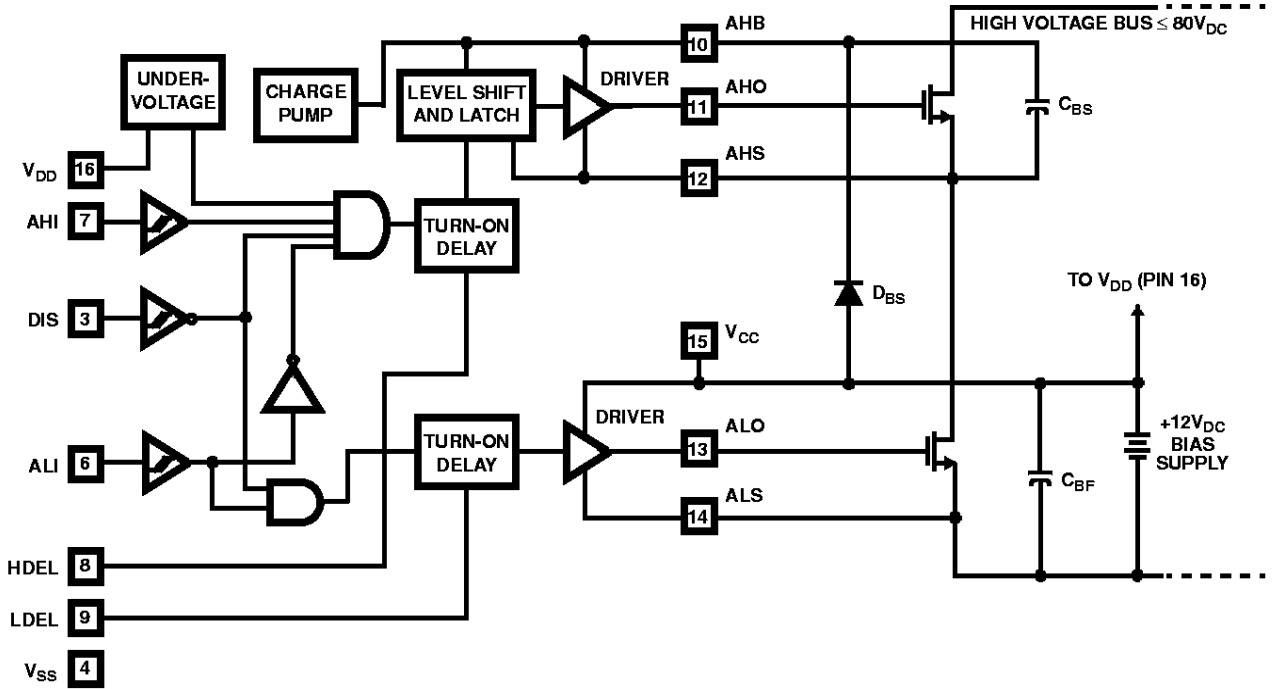 AHB
10
HIGH VOLTAGE BUS ≤ 80VDC
UNDER-
VOLTAGE
CHARGE
PUMP
LEVEL SHIFT
AND LATCH
DRIVER
AHO
11
CBS
VDD
16
AHS
12
AHI
7
TURN-ON
DELAY
DIS
3
DBS
TO VDD (PIN 16)
15
VCC
DRIVER
TURN-ON
DELAY
ALO
13
+12VDC
BIAS
SUPPLY
ALI
6
CBF
ALS
14
HDEL
8
LDEL
9
VSS
4